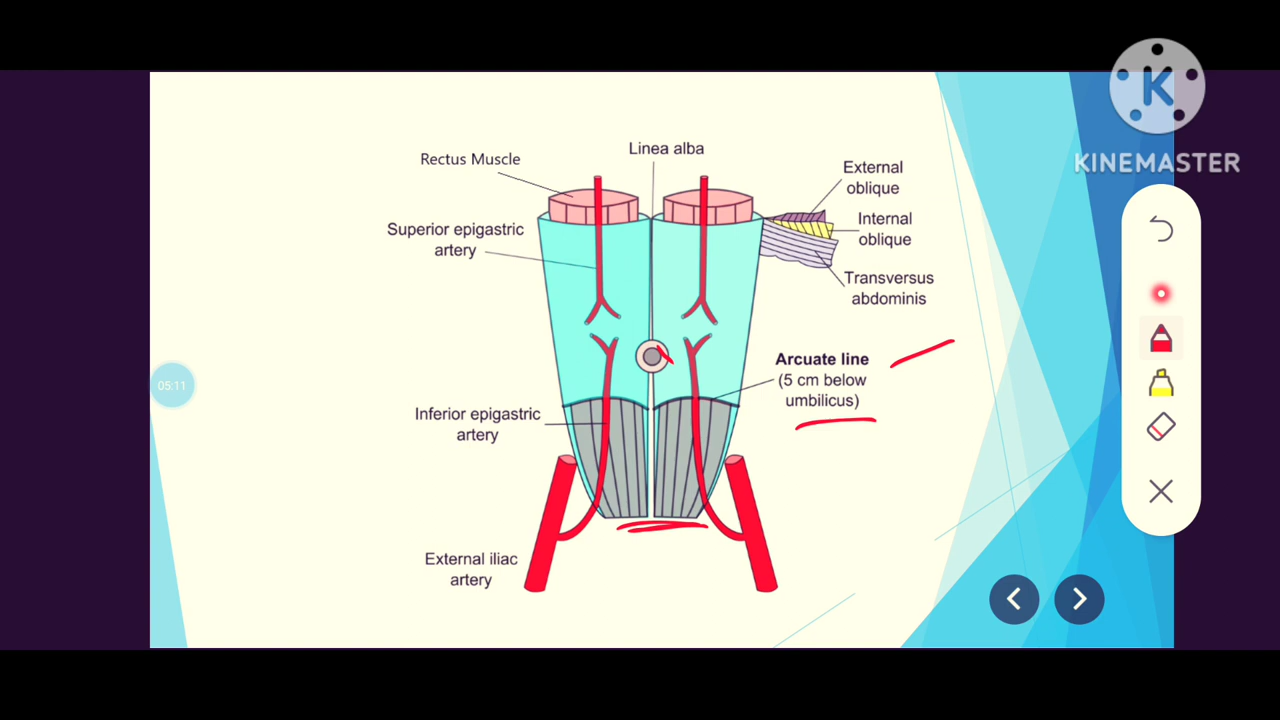 Linea alba
Rectus Muscle
External
oblique
Superior epigastric
artery
Internal
oblique
Transversus
abdominis
Arcuate line
(5 cm below
umbilicus)
Inferior epigastric
artery
External iliac
artery
05:11
K
KINEMASTER